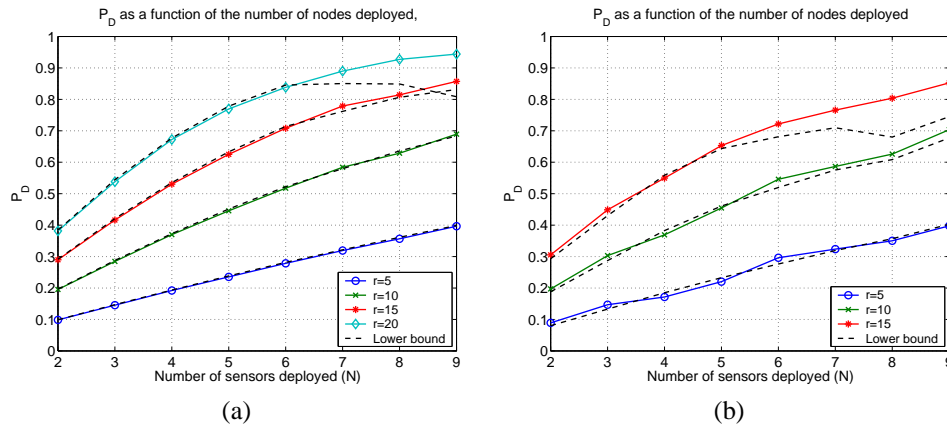 P_D as a function of the number of nodes deployed,
1
0.9
0.8
0.7
0.6
0.5
0.4
0.3
0.2
0.1
0
P_D
2 3 4 5 6 7 8 9
Number of sensors deployed (N)
r=5
r=10
r=15
r=20
Lower bound
(a)
P_D as a function of the number of nodes deployed
1
0.9
0.8
0.7
0.6
0.5
0.4
0.3
0.2
0.1
0
P_D
2 3 4 5 6 7 8 9
Number of sensors deployed (N)
r=5
r=10
r=15
Lower bound
(b)